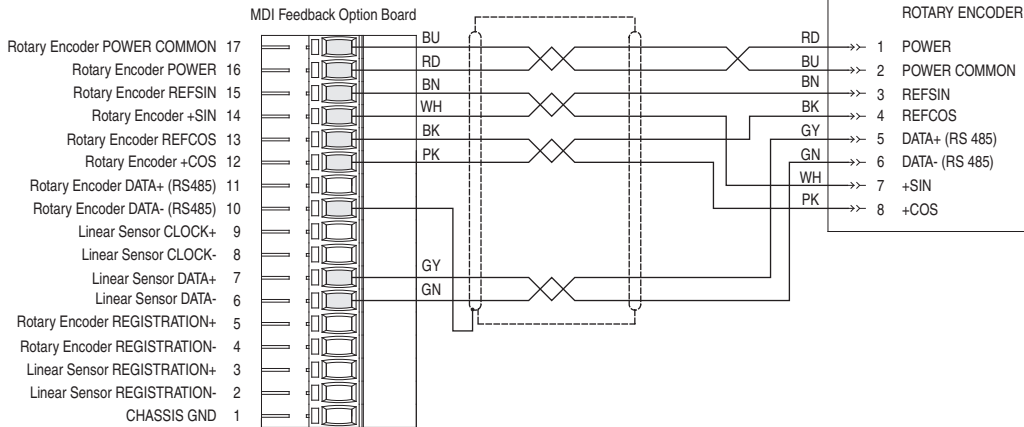 MDI Feedback Option Board
ROTARY ENCODER
Rotary Encoder POWER COMMON 17 BU RD 1 POWER
Rotary Encoder POWER 16 RD BU 2 POWER COMMON
Rotary Encoder REFSIN 15 BN BN 3 REFSIN
Rotary Encoder +SIN 14 WH BK 4 REFCOS
Rotary Encoder REFCOS 13 BK GY 5 DATA+ (RS 485)
Rotary Encoder +COS 12 PK GN 6 DATA- (RS 485)
Rotary Encoder DATA+ (RS485) 11 WH 7 +SIN
Rotary Encoder DATA- (RS485) 10 PK 8 +COS
Linear Sensor CLOCK+ 9
Linear Sensor CLOCK- 8
Linear Sensor DATA+ 7 GY
Linear Sensor DATA- 6 GN
Rotary Encoder REGISTRATION+ 5
Rotary Encoder REGISTRATION- 4
Linear Sensor REGISTRATION+ 3
Linear Sensor REGISTRATION- 2
CHASSIS GND 1